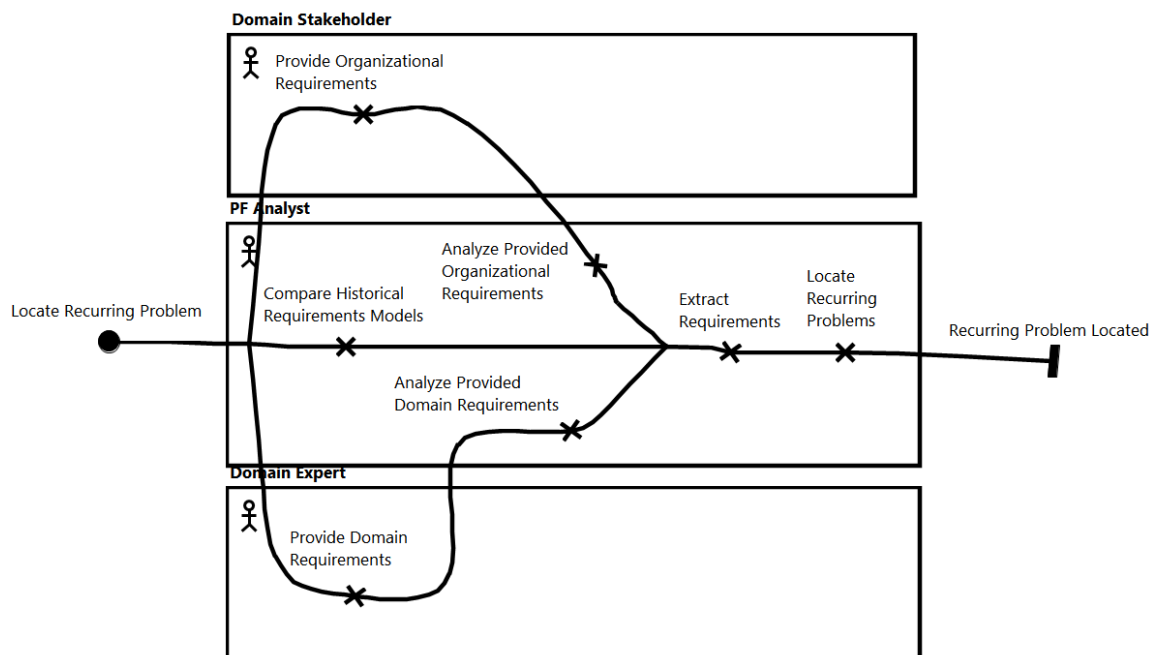 Domain Stakeholder
Provide Organizational
Requirements
PF Analyst
Analyze Provided
Organizational
Requirements
Compare Historical
Requirements Models
Locate
Recurring
Problems
Extract
Requirements
Locate Recurring Problem
Recurring Problem Located
Analyze Provided
Domain Requirements
Domain Expert
Provide Domain
Requirements